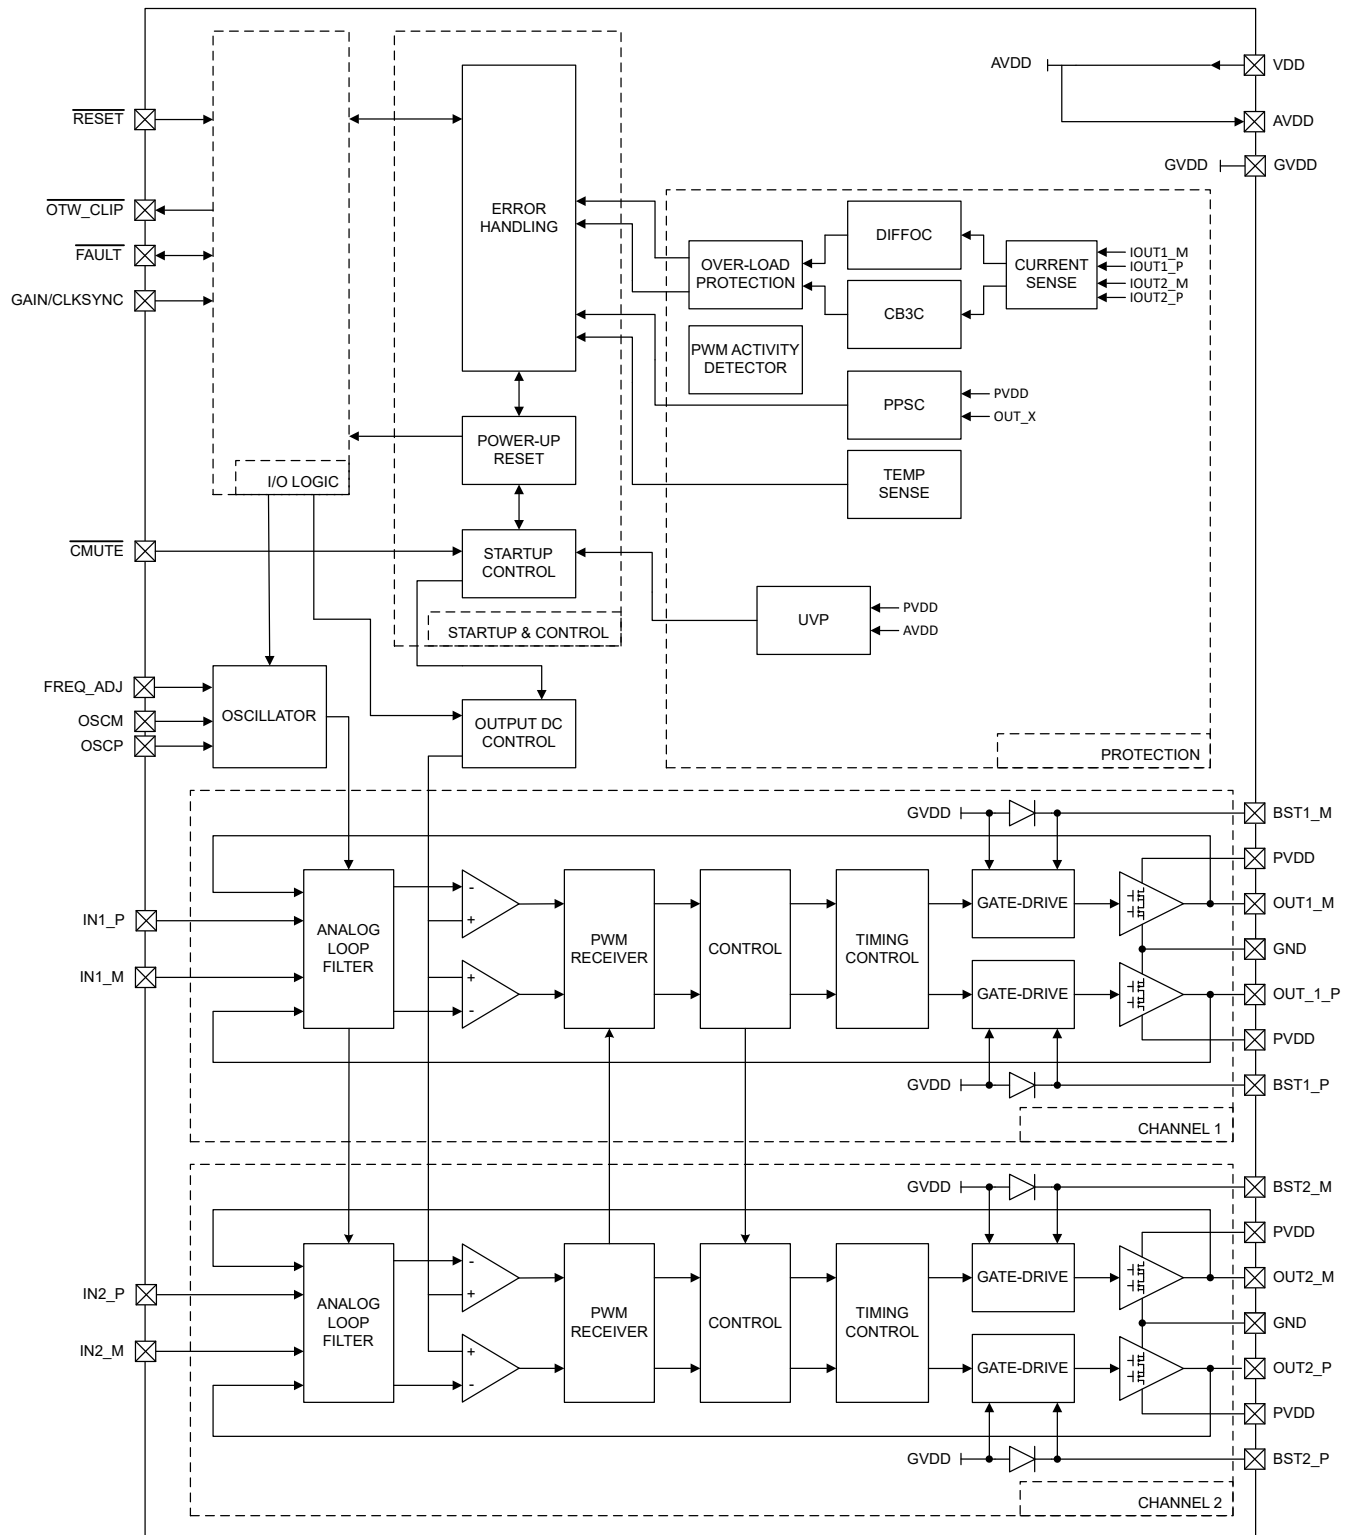 AVDD
VDD
RESET
AVDD
GVDD
GVDD
OTW_CLIP
FAULT
GAIN/CLKSYNC
ERROR
HANDLING
OVER-LOAD
PROTECTION
DIFFOC
CB3C
CURRENT
SENSE
IOUT1_M
IOUT1_P
IOUT2_M
IOUT2_P
PWM ACTIVITY
DETECTOR
PPSC
PVDD
OUT_X
POWER-UP
RESET
TEMP
SENSE
I/O LOGIC
CMUTE
STARTUP
CONTROL
STARTUP & CONTROL
UVP
PVDD
AVDD
FREQ_ADJ
OSCM
OSCP
OSCILLATOR
OUTPUT DC
CONTROL
PROTECTION
GVDD
BST1_M
PVDD
IN1_P
IN1_M
ANALOG
LOOP
FILTER
-
+
+
-
PWM
RECEIVER
CONTROL
TIMING
CONTROL
GATE-DRIVE
GATE-DRIVE
OUT1_M
GND
OUT_1_P
PVDD
GVDD
BST1_P
CHANNEL 1
GVDD
BST2_M
PVDD
IN2_P
IN2_M
ANALOG
LOOP
FILTER
-
+
+
-
PWM
RECEIVER
CONTROL
TIMING
CONTROL
GATE-DRIVE
GATE-DRIVE
OUT2_M
GND
OUT2_P
PVDD
GVDD
BST2_P
CHANNEL 2